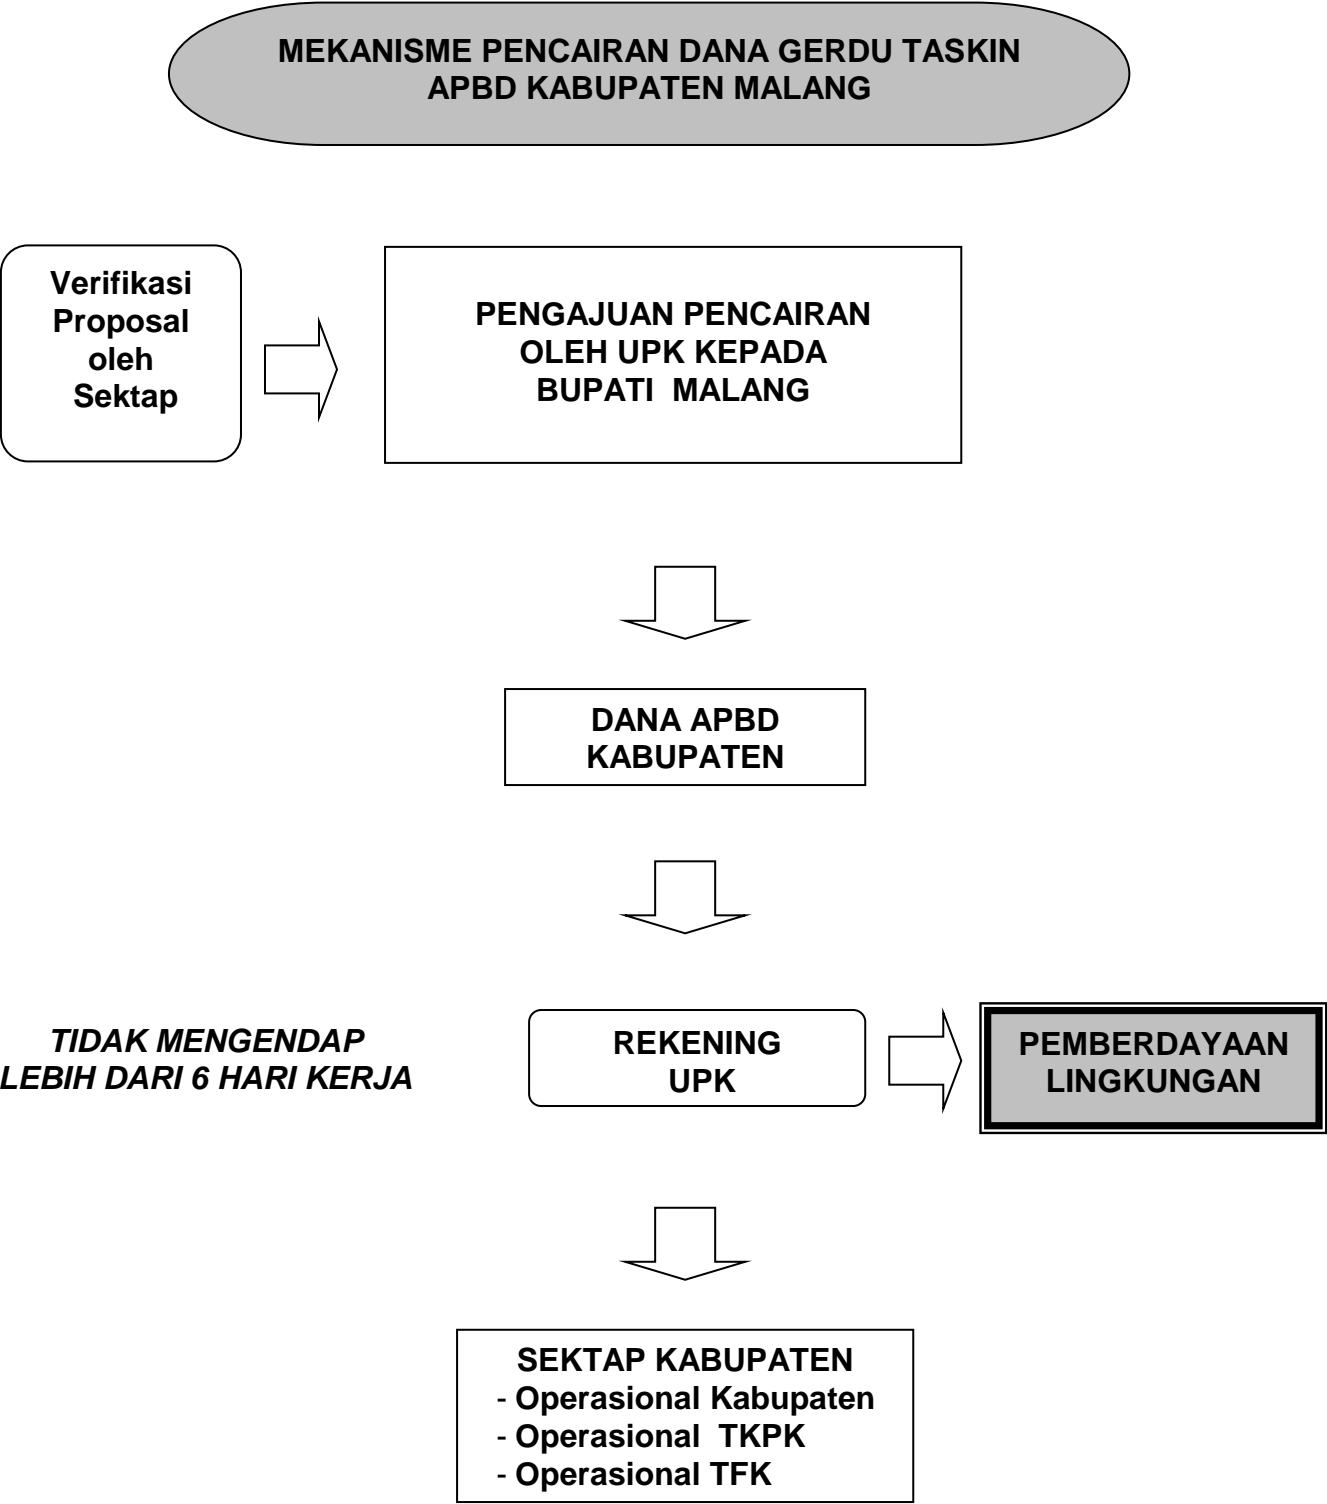 MEKANISME PENCAIRAN DANA GERDU TASKIN
APBD KABUPATEN MALANG
Verifikasi
Proposal
oleh
Sektap
PENGAJUAN PENCAIRAN
OLEH UPK KEPADA
BUPATI  MALANG
DANA APBD
KABUPATEN
TIDAK MENGENDAP
LEBIH DARI 6 HARI KERJA
REKENING
UPK
PEMBERDAYAAN
LINGKUNGAN
SEKTAP KABUPATEN
- Operasional Kabupaten
- Operasional  TKPK
- Operasional TFK